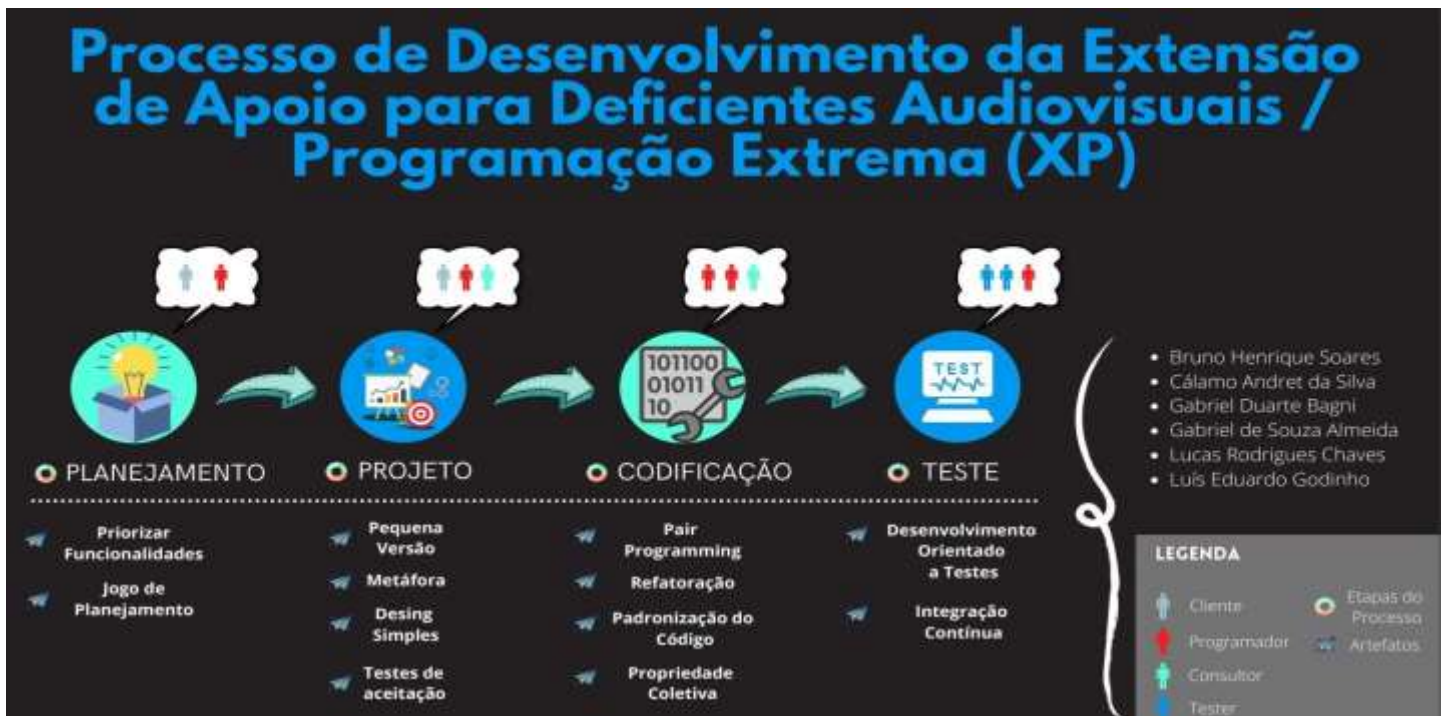 Processo de Desenvolvimento da Extensão
de Apoio para Deficientes Audiovisuais /
Programação Extrema (XP)
101100
01011
10
TEST
PLANEJAMENTO
PROJETO
CODIFICAÇÃO
TESTE
Priorizar
Funcionalidades
Jogo de
Planejamento
Pequena
Versão
Metáfora
Desing
Simples
Testes de
aceitação
Pair
Programming
Refatoração
Padronização do
Código
Propriedade
Coletiva
Desenvolvimento
Orientado
a Testes
Integração
Contínua
• Bruno Henrique Soares
• Cálamo Andret da Silva
• Gabriel Duarte Bagni
• Gabriel de Souza Almeida
• Lucas Rodrigues Chaves
• Luís Eduardo Godinho
LEGENDA
Cliente
Programador
Consultor
Tester
Etapas do
Processo
Artefatos